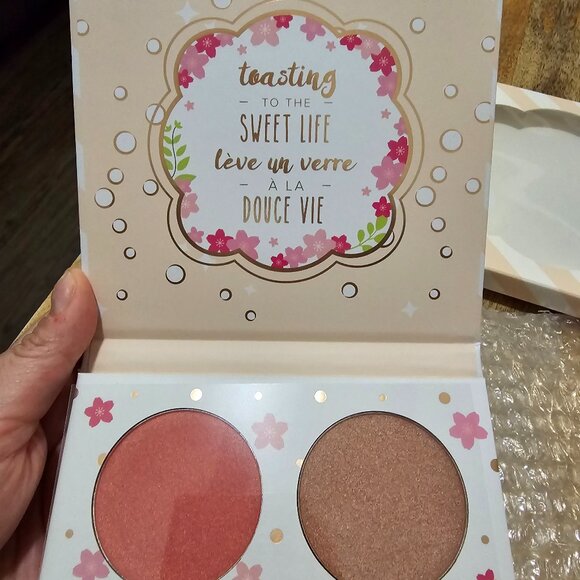 toasting
TO THE
SWEET LIFE
lève un verre
À LA
DOUCE VIE